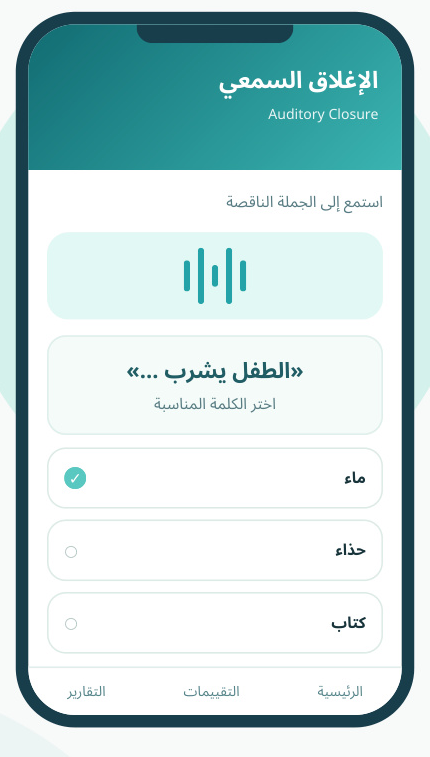 الإغلاق السمعي
Auditory Closure
استمع إلى الجملة الناقصة
«الطفل يشرب ...»
اختر الكلمة المناسبة
ماء
حذاء
كتاب
الرئيسية التقييمات التقارير